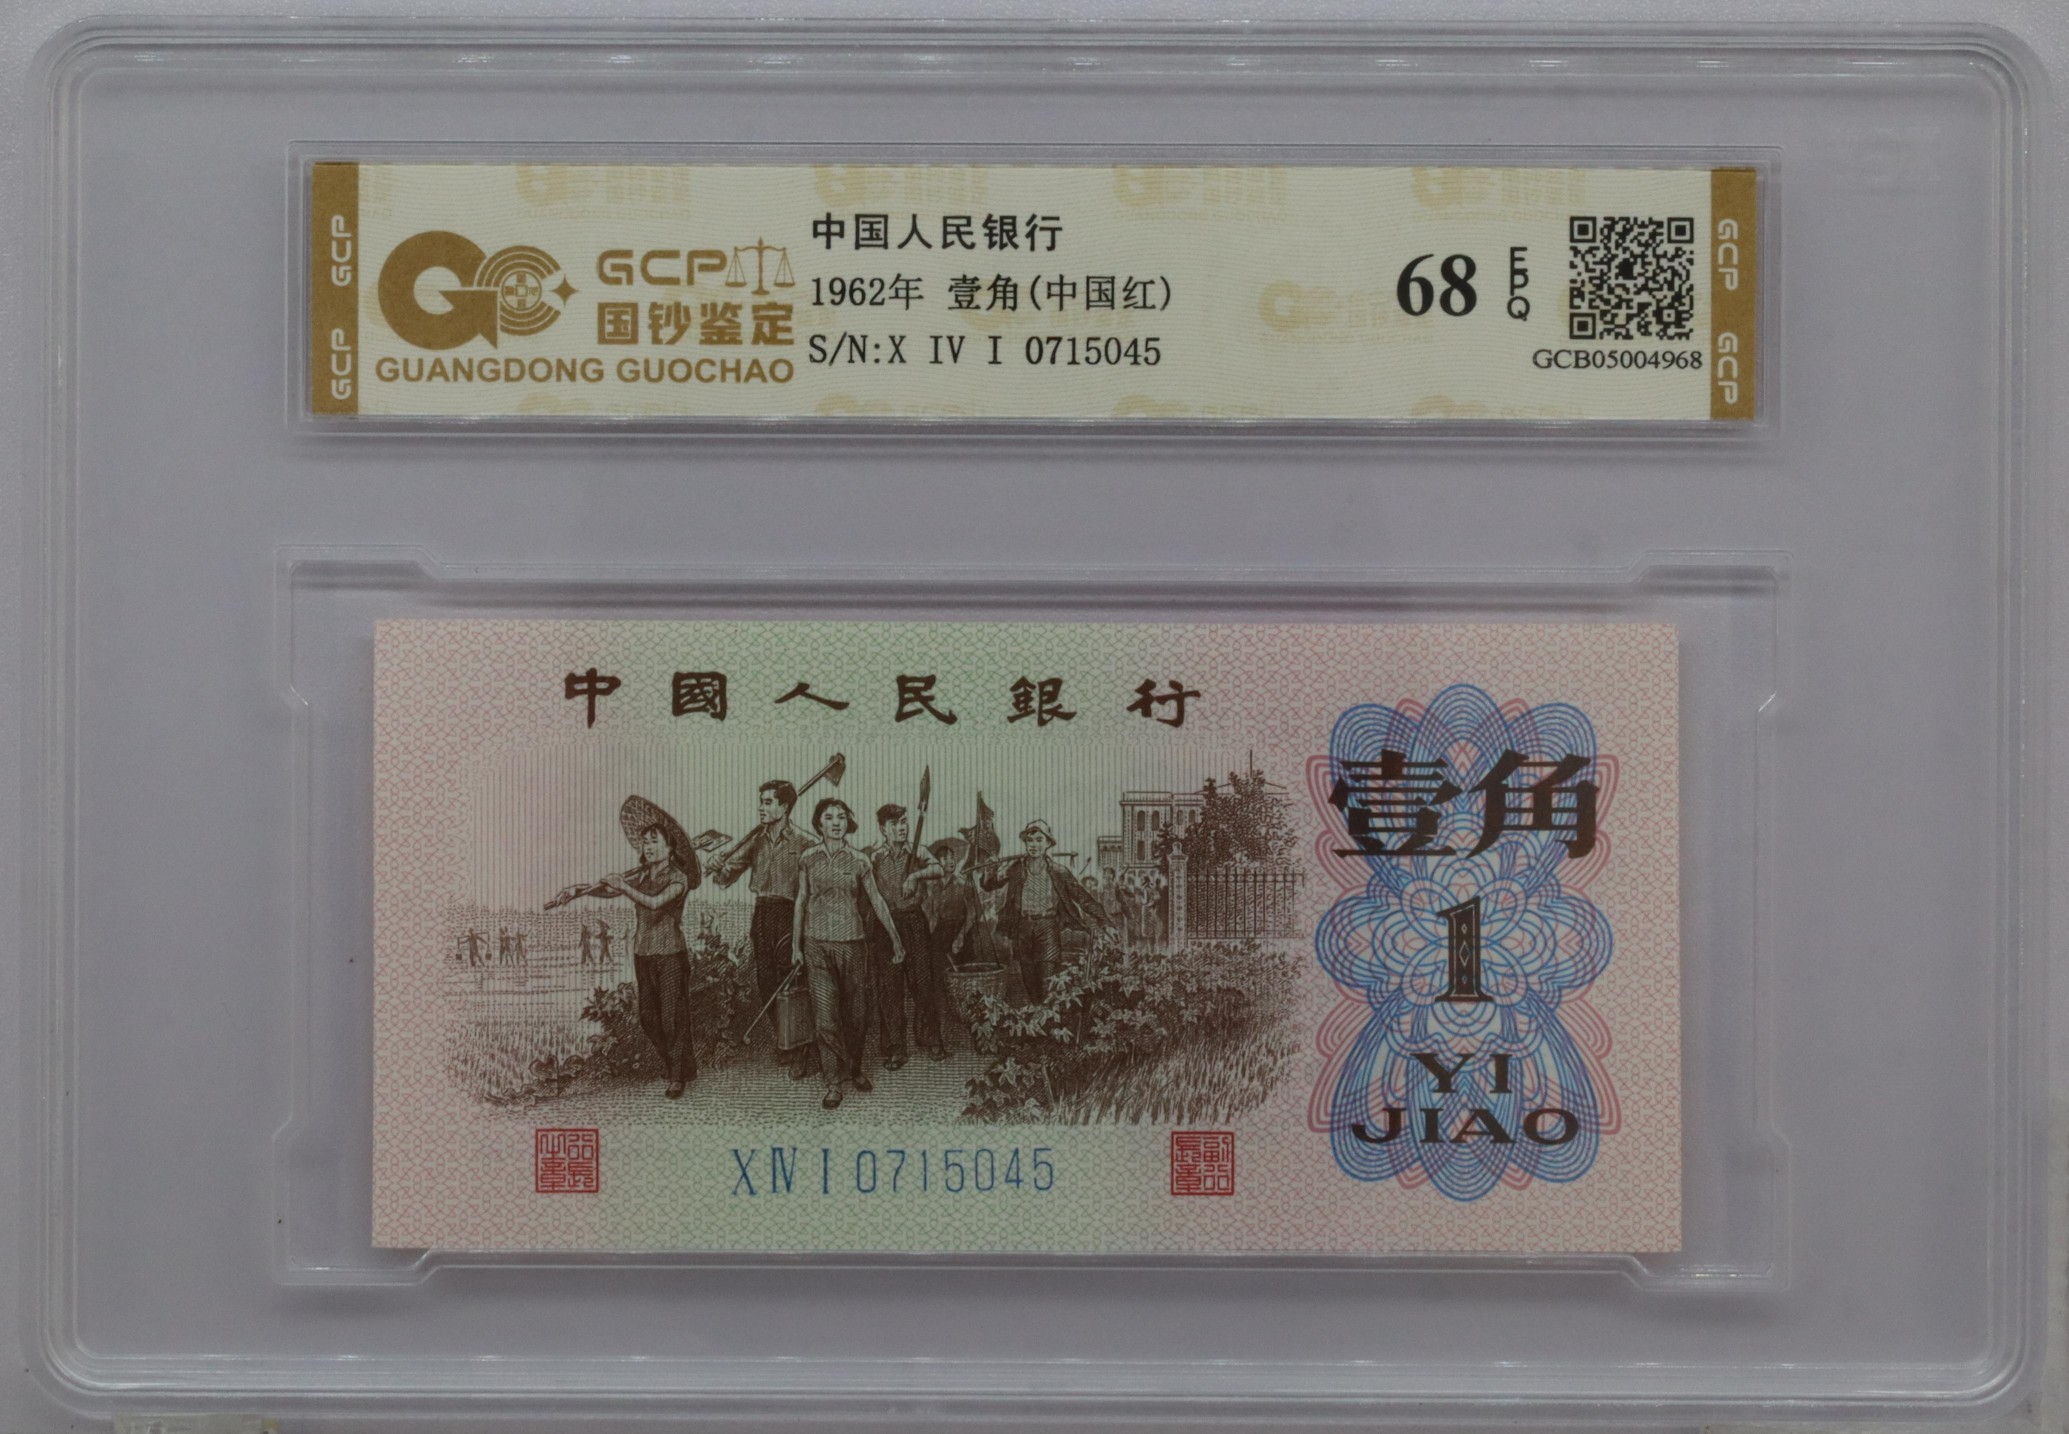 GCP GCP
GCP
国钞鉴定
GUANGDONG GUOCHAO
中国人民银行
1962年 壹角(中国红)
S/N:X IV I 0715045
68 EPQ
GCB05004968
GCP GCP
中國人民銀行
壹角
1
YI
JIAO
XⅣI0715045